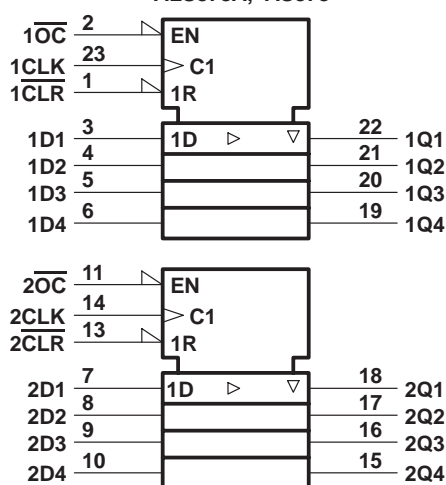 1OC 2 EN
1CLK 23 C1
1CLR 1 1R
1D1 3 1D 22 1Q1
1D2 4 21 1Q2
1D3 5 20 1Q3
1D4 6 19 1Q4
2OC 11 EN
2CLK 14 C1
2CLR 13 1R
2D1 7 1D 18 2Q1
2D2 8 17 2Q2
2D3 9 16 2Q3
2D4 10 15 2Q4